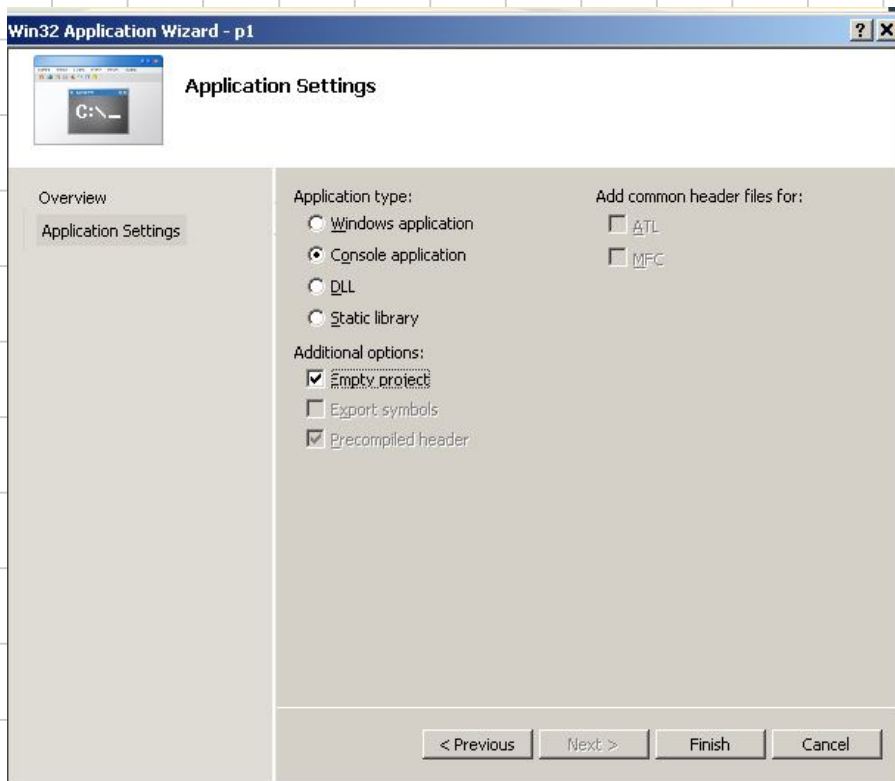 Win32 Application Wizard - p1
C:\_
Application Settings
Overview
Application Settings
Application type:
Windows application
Console application
DLL
Static library
Additional options:
Empty project
Export symbols
Precompiled header
Add common header files for:
ATL
MFC
< Previous
Next >
Finish
Cancel